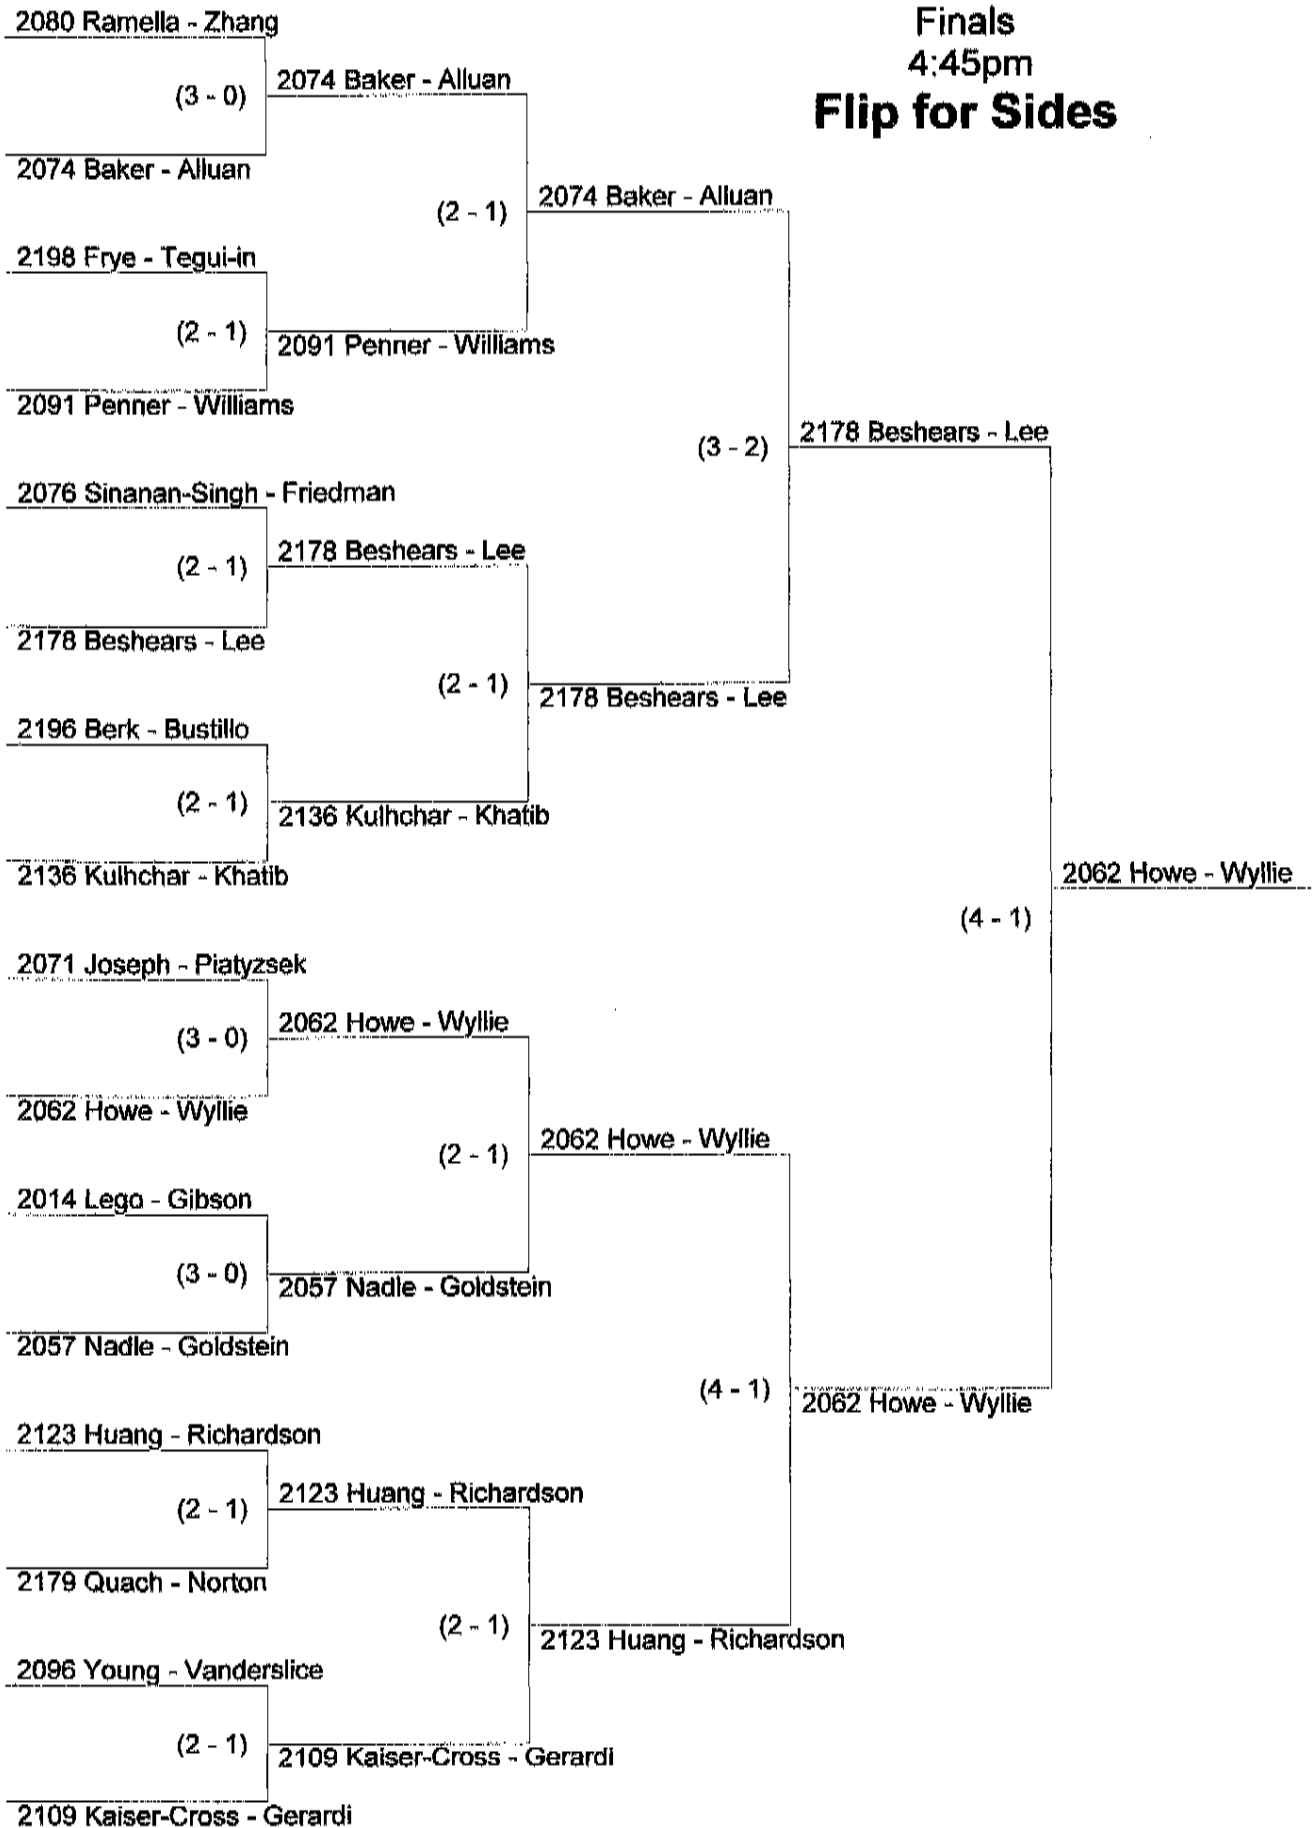 Finals
4:45pm
Flip for Sides
2080 Ramella - Zhang
(3 - 0)
2074 Baker - Alluan
2074 Baker - Alluan
(2 - 1)
2074 Baker - Alluan
2198 Frye - Tegui-in
(2 - 1)
2091 Penner - Williams
2091 Penner - Williams
(3 - 2)
2178 Beshears - Lee
2076 Sinanan-Singh - Friedman
(2 - 1)
2178 Beshears - Lee
2178 Beshears - Lee
(2 - 1)
2178 Beshears - Lee
2196 Berk - Bustillo
(2 - 1)
2136 Kulhchar - Khatib
2136 Kulhchar - Khatib
(4 - 1)
2062 Howe - Wyllie
2071 Joseph - Piatyzsek
(3 - 0)
2062 Howe - Wyllie
2062 Howe - Wyllie
(2 - 1)
2062 Howe - Wyllie
2014 Lego - Gibson
(3 - 0)
2057 Nadle - Goldstein
2057 Nadle - Goldstein
(4 - 1)
2062 Howe - Wyllie
2123 Huang - Richardson
(2 - 1)
2123 Huang - Richardson
2179 Quach - Norton
(2 - 1)
2123 Huang - Richardson
2096 Young - Vanderslice
(2 - 1)
2109 Kaiser-Cross - Gerardi
2109 Kaiser-Cross - Gerardi